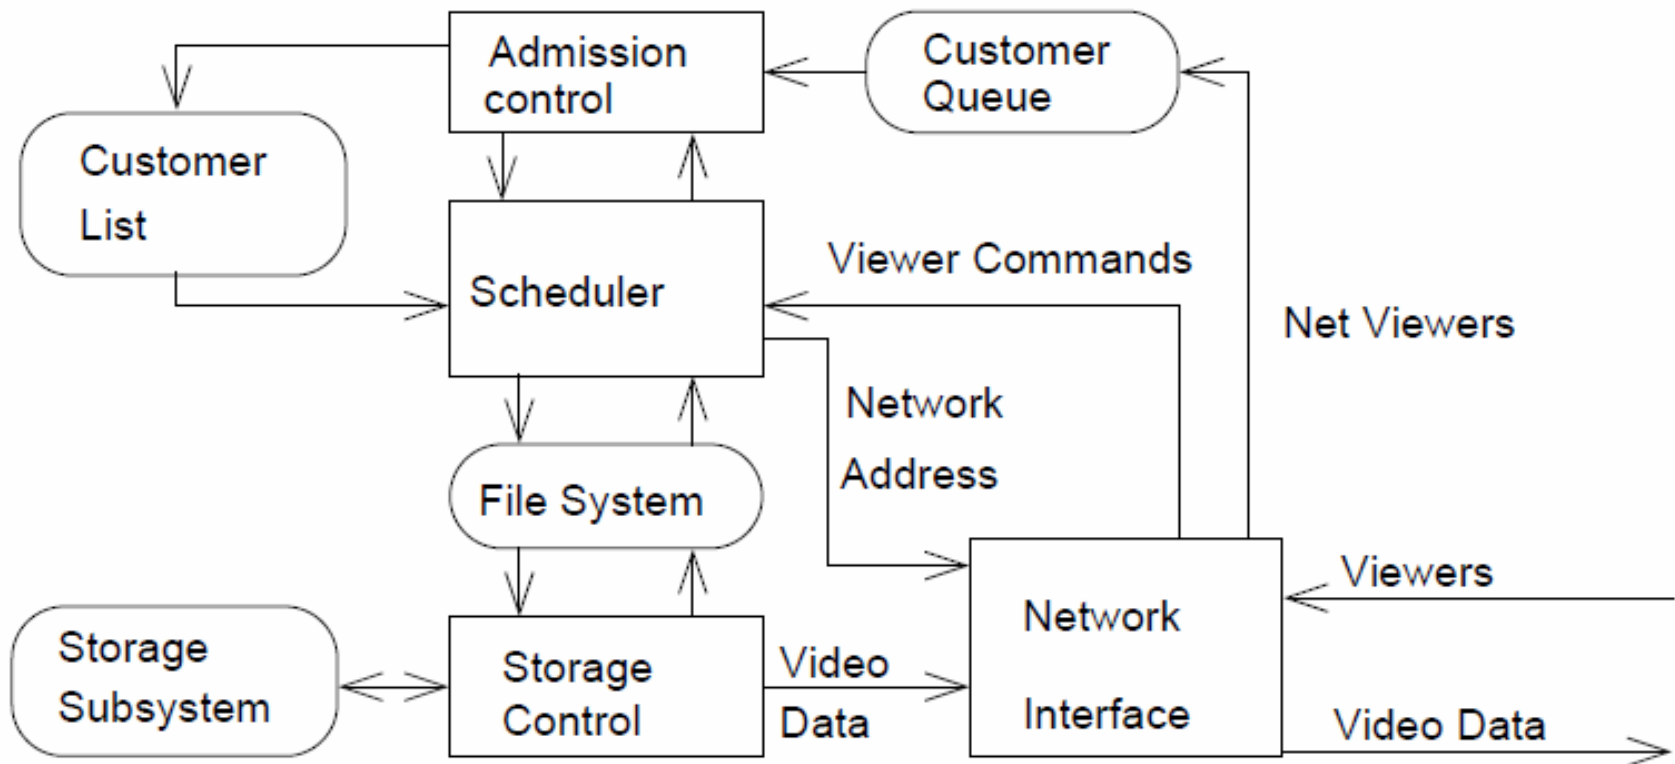 Admission
control
Customer
Queue
Customer
List
Scheduler
Viewer Commands
Net Viewers
Network
Address
File System
Viewers
Storage
Subsystem
Storage
Control
Video
Data
Network
Interface
Video Data